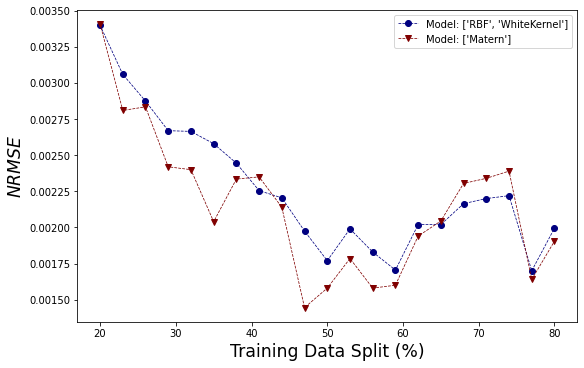 0.00350
0.00325
0.00300
0.00275
0.00250
0.00225
0.00200
0.00175
0.00150
NRMSE
Model: ['RBF', 'WhiteKernel']
Model: ['Matern']
20 30 40 50 60 70 80
Training Data Split (%)